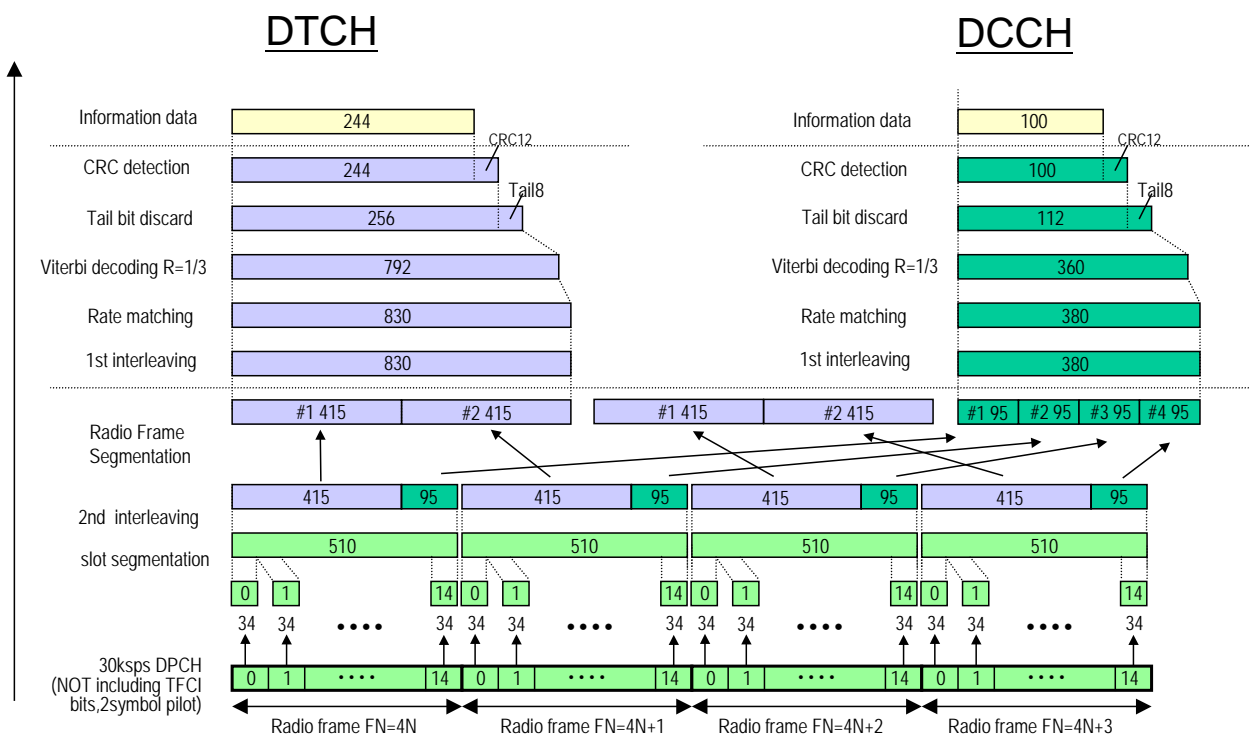 DTCH DCCH
Information data 244 Information data 100
CRC12 CRC12
CRC detection 244 CRC detection 100
Tail8 Tail8
Tail bit discard 256 Tail bit discard 112
Viterbi decoding R=1/3 792 Viterbi decoding R=1/3 360
Rate matching 830 Rate matching 380
1st interleaving 830 1st interleaving 380
#1 415 #2 415 #1 415 #2 415 #1 95 #2 95 #3 95 #4 95
Radio Frame
Segmentation
415 95 415 95 415 95 415 95
2nd interleaving
510 510 510 510
slot segmentation
0 1 14 0 1 14 0 1 14 0 1 14
34 34 •••• 34 34 34 •••• 34 34 34 •••• 34 34 34 •••• 34
30ksps DPCH
(NOT including TFCI
bits,2symbol pilot)
0 1 •••• 14 0 1 •••• 14 0 1 •••• 14 0 1 •••• 14
Radio frame FN=4N Radio frame FN=4N+1 Radio frame FN=4N+2 Radio frame FN=4N+3